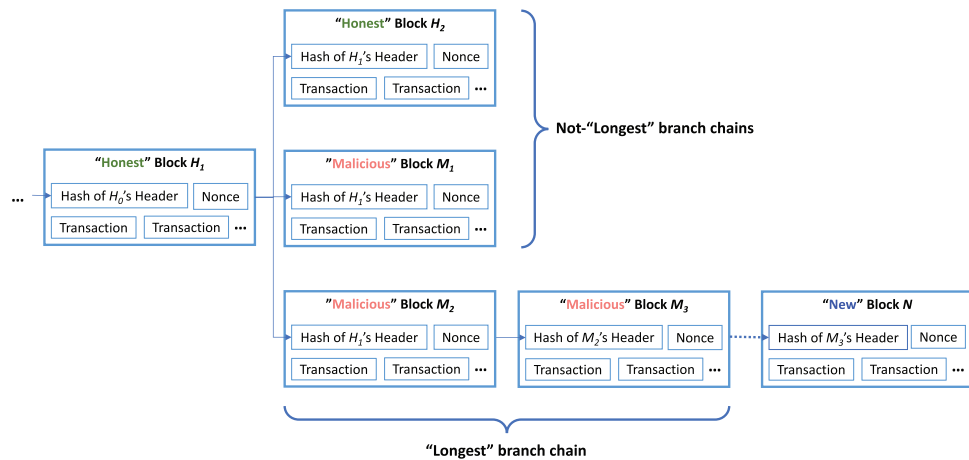 “Honest” Block H₂
Hash of H₁’s Header
Nonce
Transaction
Transaction
...
Not-“Longest” branch chains
“Honest” Block H₁
...
Hash of H₀’s Header
Nonce
Transaction
Transaction
...
”Malicious” Block M₁
Hash of H₁’s Header
Nonce
Transaction
Transaction
...
”Malicious” Block M₂
Hash of H₁’s Header
Nonce
Transaction
Transaction
...
“Malicious” Block M₃
Hash of M₂’s Header
Nonce
Transaction
Transaction
...
“New” Block N
Hash of M₃’s Header
Nonce
Transaction
Transaction
...
“Longest” branch chain